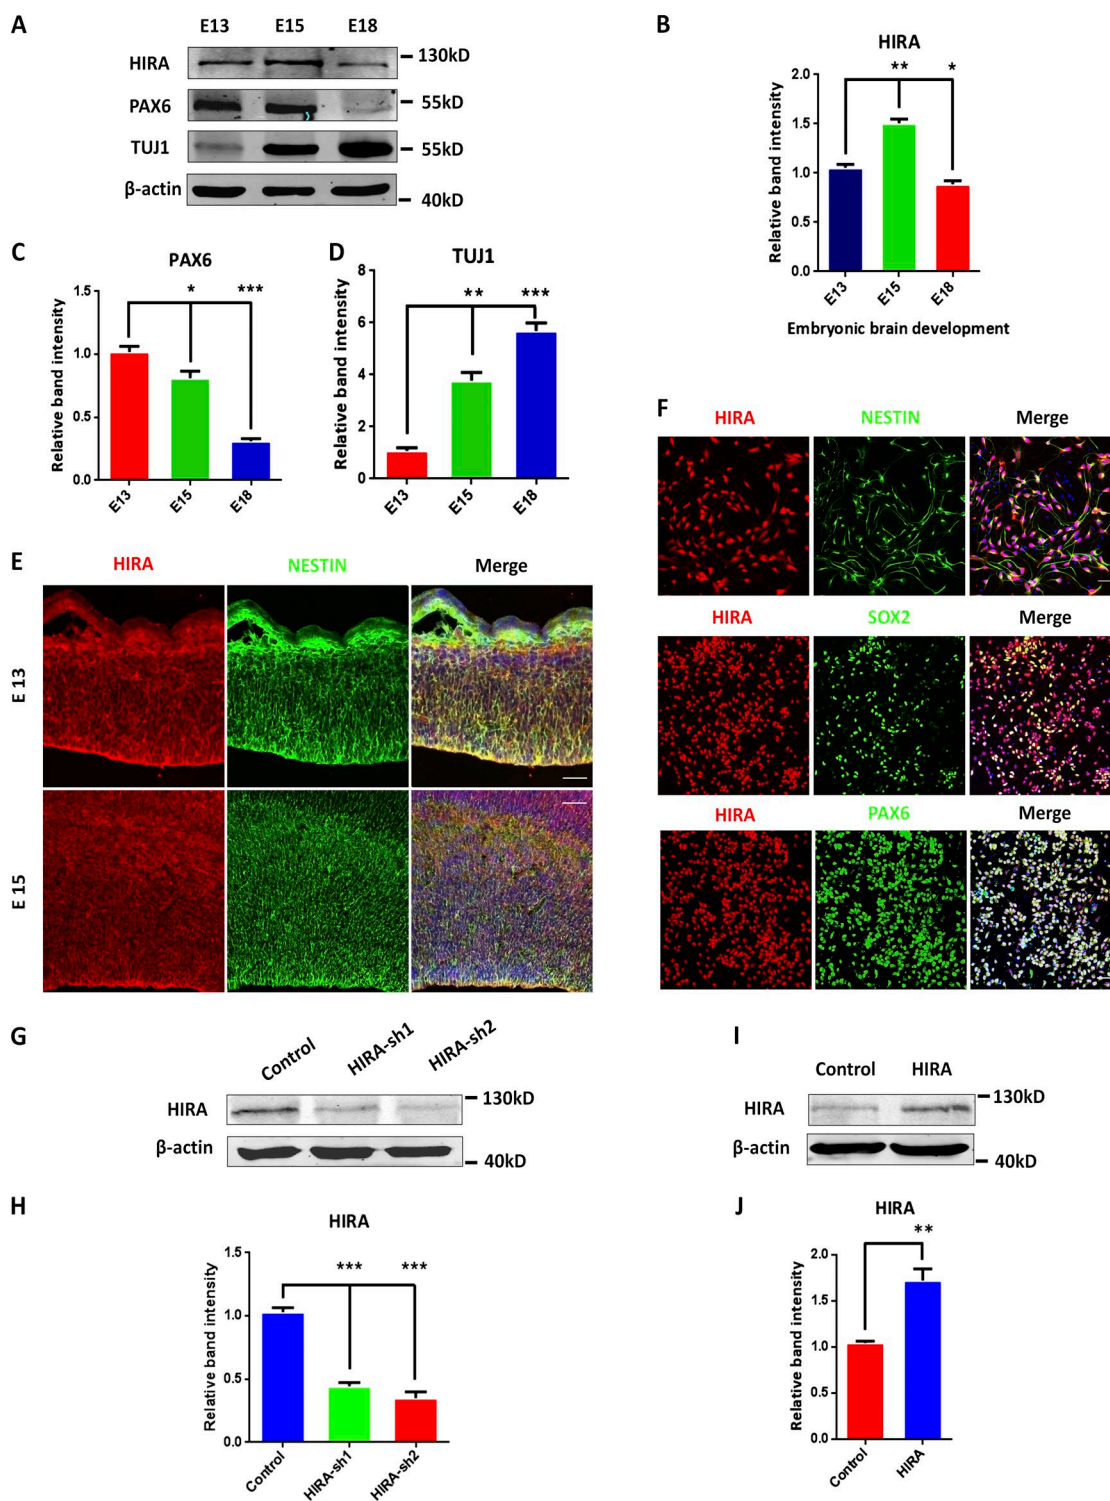 A
E13 E15 E18
HIRA
130kD
PAX6
55kD
TUJ1
55kD
β-actin
40kD
B
HIRA
** *
Relative band intensity
2.0
1.5
1.0
0.5
0.0
E13 E15 E18
Embryonic brain development
C
PAX6
* ***
Relative band intensity
1.5
1.0
0.5
0.0
E13 E15 E18
D
TUJ1
** ***
Relative band intensity
8
6
4
2
0
E13 E15 E18
E
HIRA NESTIN Merge
E 13
E 15
F
HIRA NESTIN Merge
HIRA SOX2 Merge
HIRA PAX6 Merge
G
Control HIRA-sh1 HIRA-sh2
HIRA
130kD
β-actin
40kD
H
HIRA
*** ***
Relative band intensity
1.5
1.0
0.5
0.0
Control HIRA-sh1 HIRA-sh2
I
Control HIRA
HIRA
130kD
β-actin
40kD
J
HIRA
**
Relative band intensity
2.0
1.5
1.0
0.5
0.0
Control HIRA